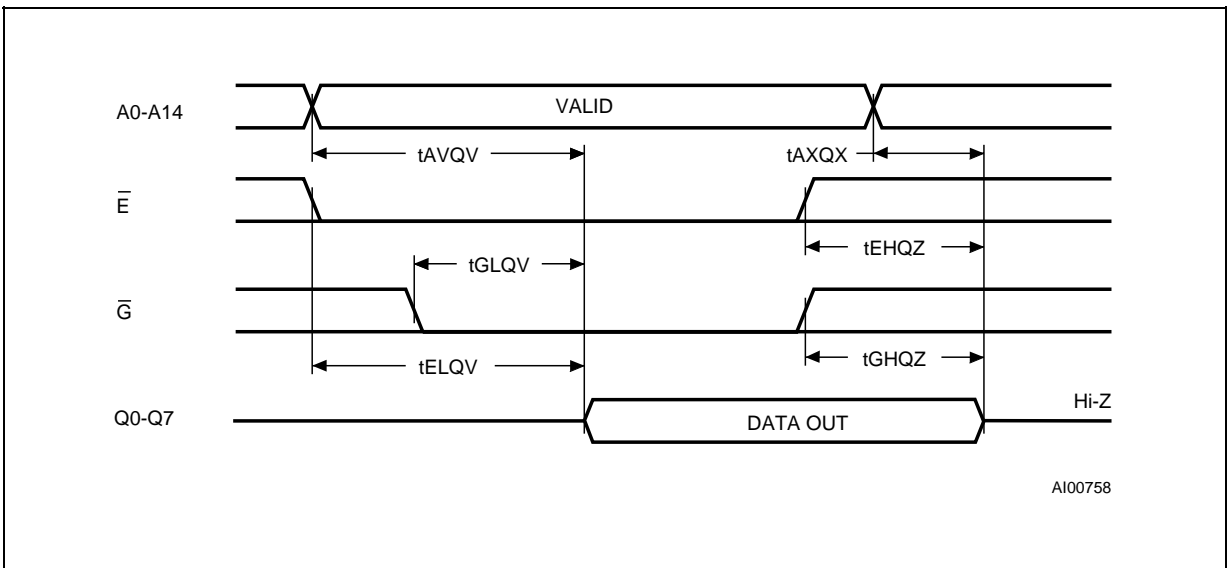 A0-A14
VALID
tAVQV
tAXQX
E̅
tEHQZ
tGLQV
G̅
tGHQZ
tELQV
Hi-Z
Q0-Q7
DATA OUT
AI00758